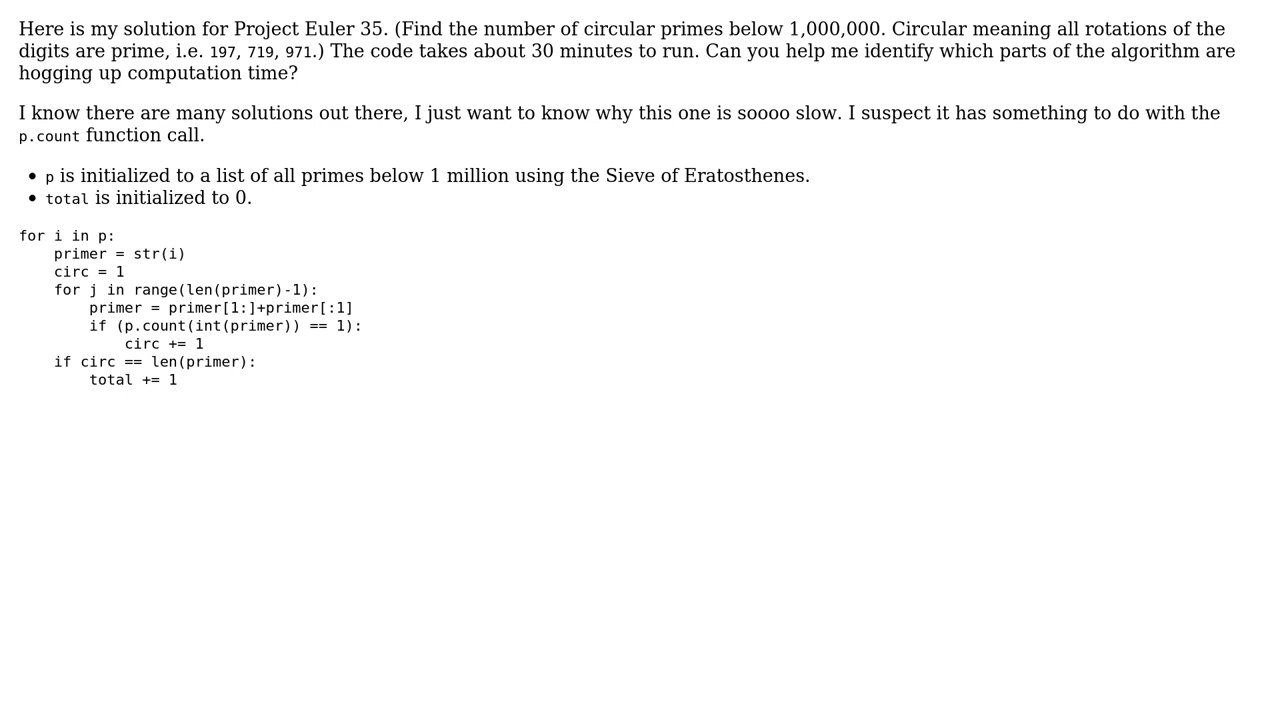 Here is my solution for Project Euler 35. (Find the number of circular primes below 1,000,000. Circular meaning all rotations of the
digits are prime, i.e. 197, 719, 971.) The code takes about 30 minutes to run. Can you help me identify which parts of the algorithm are
hogging up computation time?
I know there are many solutions out there, I just want to know why this one is soooo slow. I suspect it has something to do with the
p.count function call.
• p is initialized to a list of all primes below 1 million using the Sieve of Eratosthenes.
• total is initialized to 0.
for i in p:
    primer = str(i)
    circ = 1
    for j in range(len(primer)-1):
        primer = primer[1:]+primer[:1]
        if (p.count(int(primer)) == 1):
            circ += 1
    if circ == len(primer):
        total += 1